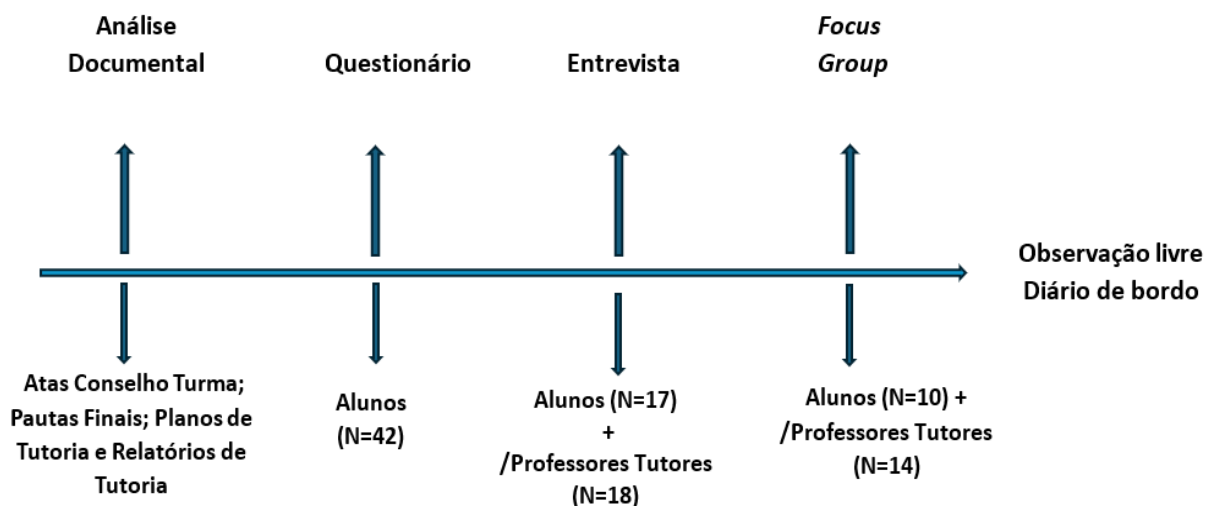 Análise
Documental
Questionário
Entrevista
Focus
Group
Observação livre
Diário de bordo
Atas Conselho Turma;
Pautas Finais; Planos de
Tutoria e Relatórios de
Tutoria
Alunos
(N=42)
Alunos (N=17)
+
/Professores Tutores
(N=18)
Alunos (N=10) +
/Professores Tutores
(N=14)